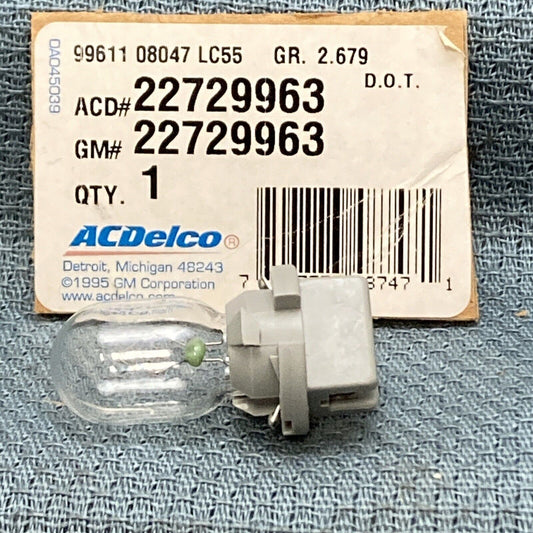 99611 08047 LC55 GR. 2.679
D.O.T.
OA045039
ACD# 22729963
GM# 22729963
QTY. 1
ACDelco®
Detroit, Michigan 48243
©1995 GM Corporation
www.acdelco.com
7 8747 1